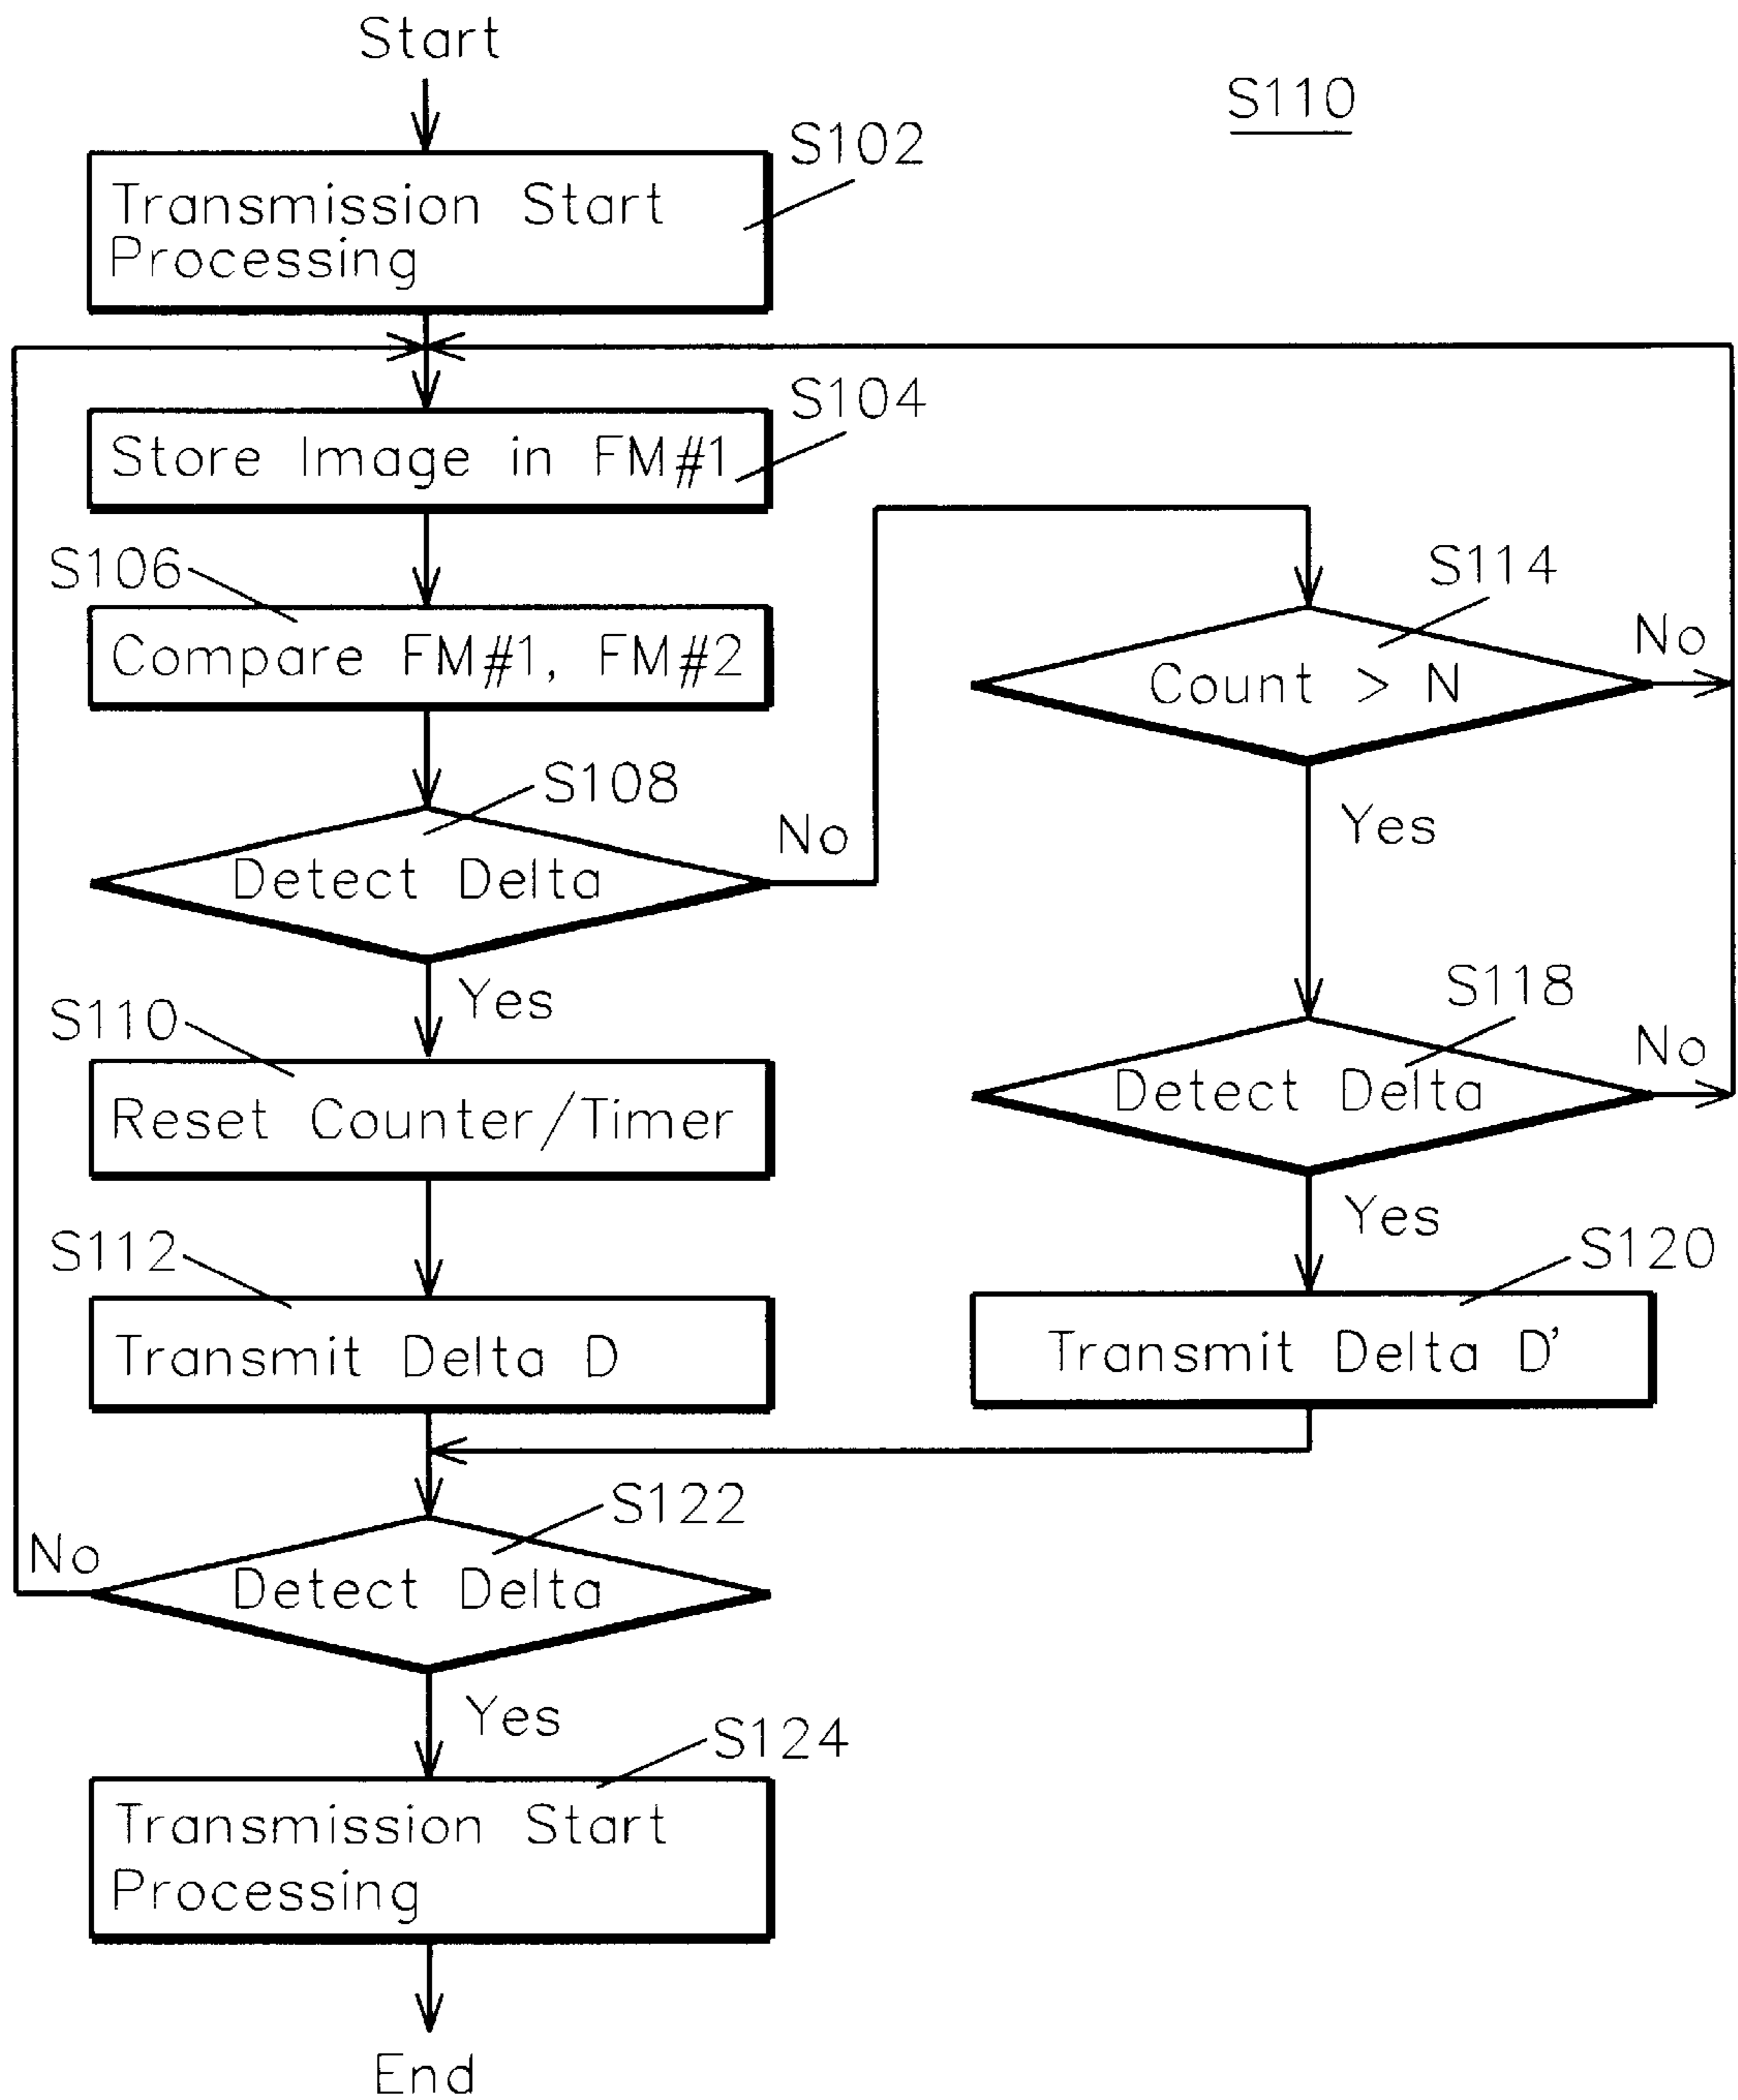 Start
S110
S102
Transmission Start
Processing
S104
Store Image in FM#1
S106
Compare FM#1, FM#2
S114
Count > N
No
Yes
S108
Detect Delta
No
Yes
S118
Detect Delta
No
Yes
S110
Reset Counter/Timer
S112
Transmit Delta D
S120
Transmit Delta D'
S122
Detect Delta
No
Yes
S124
Transmission Start
Processing
End